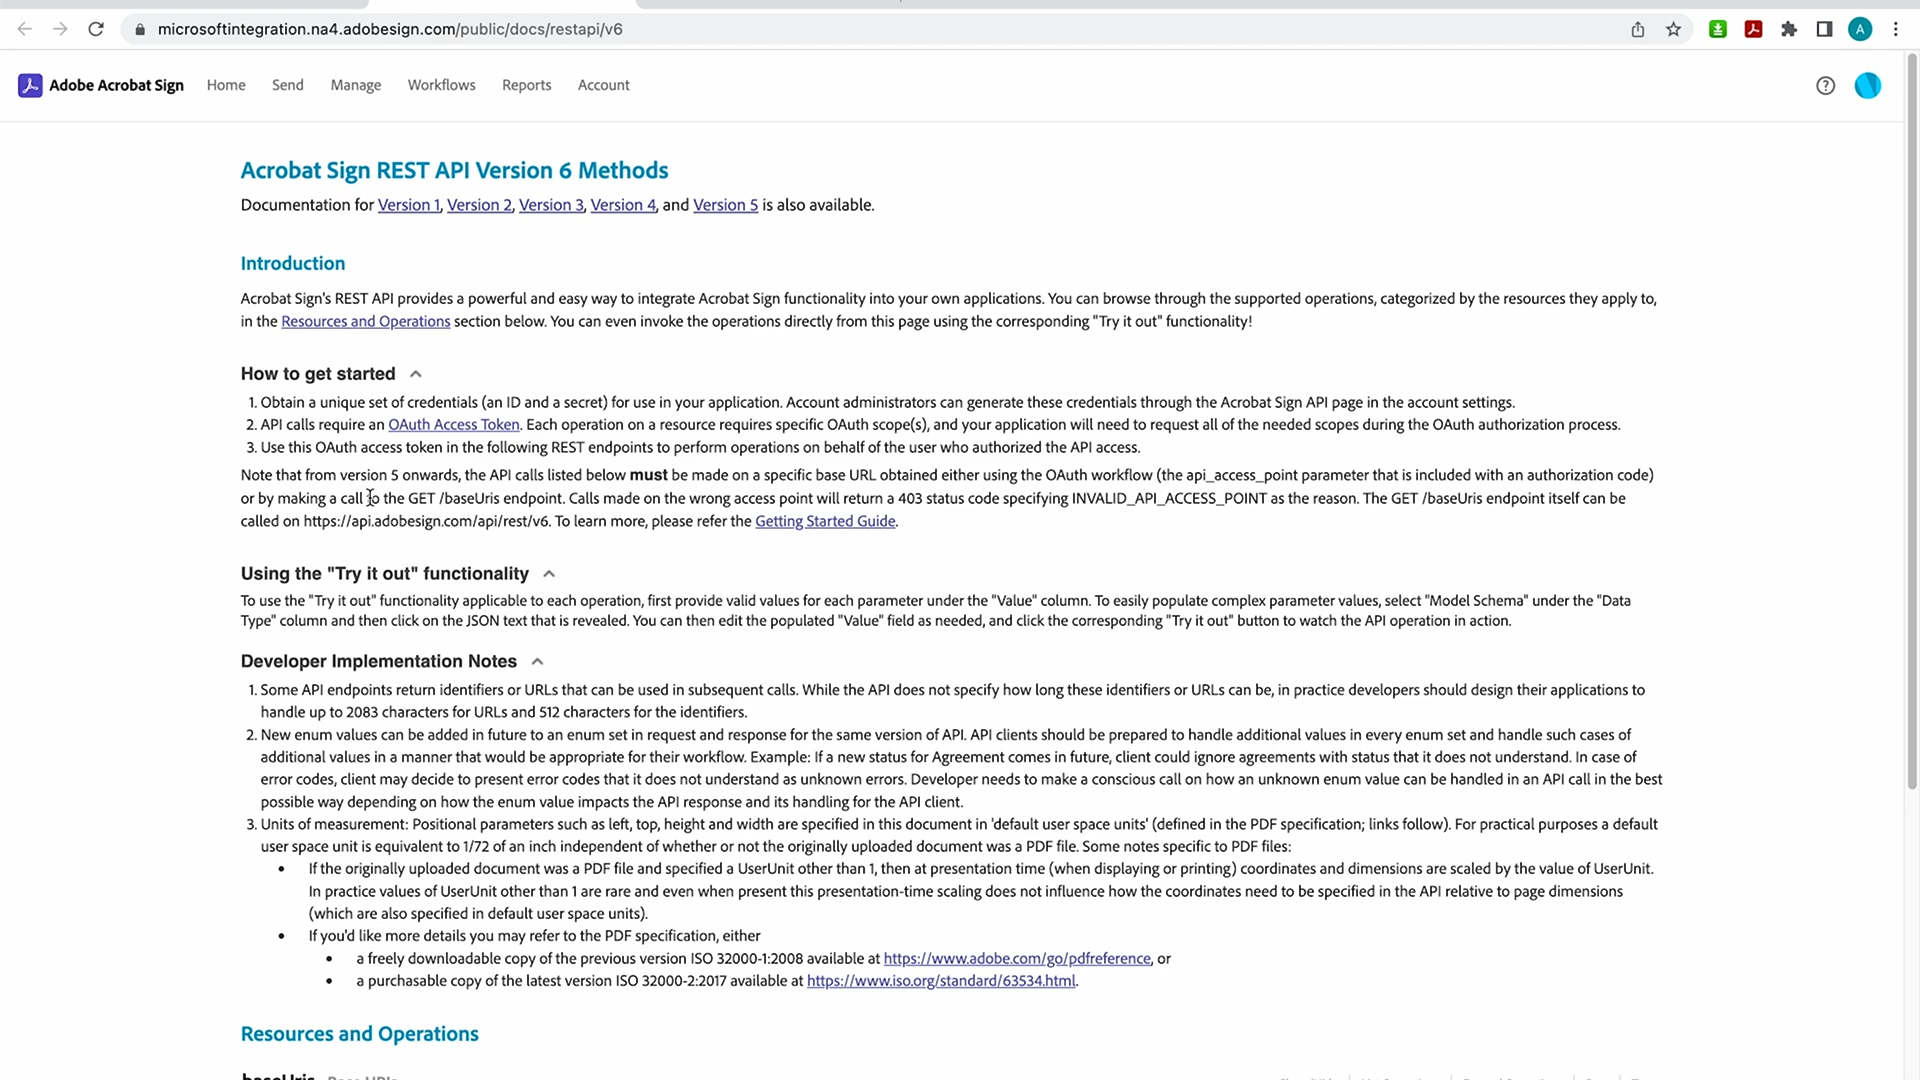 microsoftintegration.na4.adobesign.com/public/docs/restapi/v6
A
Adobe Acrobat Sign Home Send Manage Workflows Reports Account
Acrobat Sign REST API Version 6 Methods
Documentation for Version 1, Version 2, Version 3, Version 4, and Version 5 is also available.
Introduction
Acrobat Sign's REST API provides a powerful and easy way to integrate Acrobat Sign functionality into your own applications. You can browse through the supported operations, categorized by the resources they apply to,
in the Resources and Operations section below. You can even invoke the operations directly from this page using the corresponding "Try it out" functionality!
How to get started
1. Obtain a unique set of credentials (an ID and a secret) for use in your application. Account administrators can generate these credentials through the Acrobat Sign API page in the account settings.
2. API calls require an OAuth Access Token. Each operation on a resource requires specific OAuth scope(s), and your application will need to request all of the needed scopes during the OAuth authorization process.
3. Use this OAuth access token in the following REST endpoints to perform operations on behalf of the user who authorized the API access.
Note that from version 5 onwards, the API calls listed below must be made on a specific base URL obtained either using the OAuth workflow (the api_access_point parameter that is included with an authorization code)
or by making a call to the GET /baseUris endpoint. Calls made on the wrong access point will return a 403 status code specifying INVALID_API_ACCESS_POINT as the reason. The GET /baseUris endpoint itself can be
called on https://api.adobesign.com/api/rest/v6. To learn more, please refer the Getting Started Guide.
Using the "Try it out" functionality
To use the "Try it out" functionality applicable to each operation, first provide valid values for each parameter under the "Value" column. To easily populate complex parameter values, select "Model Schema" under the "Data
Type" column and then click on the JSON text that is revealed. You can then edit the populated "Value" field as needed, and click the corresponding "Try it out" button to watch the API operation in action.
Developer Implementation Notes
1. Some API endpoints return identifiers or URLs that can be used in subsequent calls. While the API does not specify how long these identifiers or URLs can be, in practice developers should design their applications to
handle up to 2083 characters for URLs and 512 characters for the identifiers.
2. New enum values can be added in future to an enum set in request and response for the same version of API. API clients should be prepared to handle additional values in every enum set and handle such cases of
additional values in a manner that would be appropriate for their workflow. Example: If a new status for Agreement comes in future, client could ignore agreements with status that it does not understand. In case of
error codes, client may decide to present error codes that it does not understand as unknown errors. Developer needs to make a conscious call on how an unknown enum value can be handled in an API call in the best
possible way depending on how the enum value impacts the API response and its handling for the API client.
3. Units of measurement: Positional parameters such as left, top, height and width are specified in this document in 'default user space units' (defined in the PDF specification; links follow). For practical purposes a default
user space unit is equivalent to 1/72 of an inch independent of whether or not the originally uploaded document was a PDF file. Some notes specific to PDF files:
• If the originally uploaded document was a PDF file and specified a UserUnit other than 1, then at presentation time (when displaying or printing) coordinates and dimensions are scaled by the value of UserUnit.
In practice values of UserUnit other than 1 are rare and even when present this presentation-time scaling does not influence how the coordinates need to be specified in the API relative to page dimensions
(which are also specified in default user space units).
• If you'd like more details you may refer to the PDF specification, either
• a freely downloadable copy of the previous version ISO 32000-1:2008 available at https://www.adobe.com/go/pdfreference, or
• a purchasable copy of the latest version ISO 32000-2:2017 available at https://www.iso.org/standard/63534.html.
Resources and Operations
baseUris : Base URIs